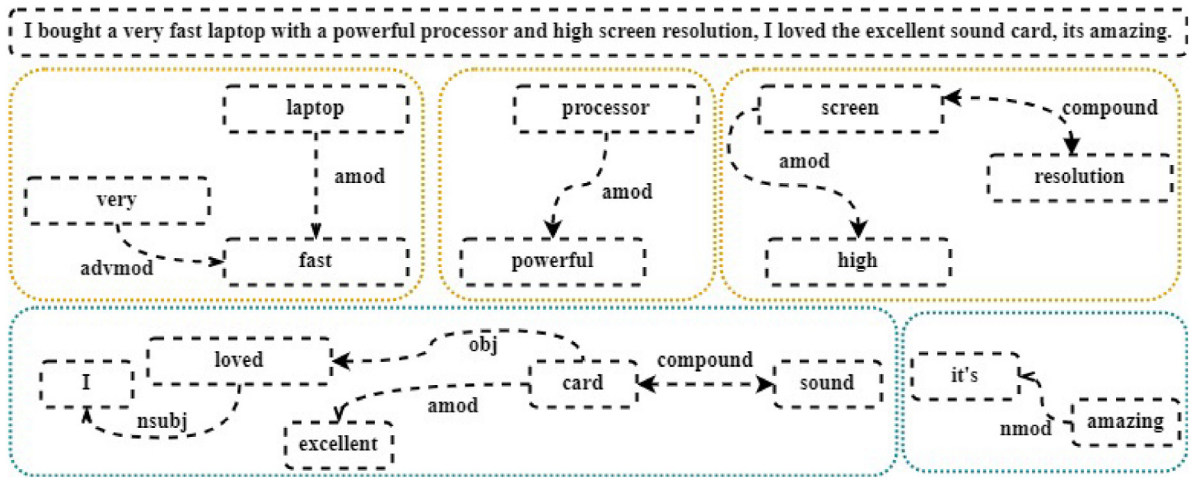 I bought a very fast laptop with a powerful processor and high screen resolution, I loved the excellent sound card, its amazing.
laptop
amod
very
advmod
fast
processor
amod
powerful
screen
compound
amod
resolution
high
loved
obj
I
nsubj
card
compound
sound
amod
excellent
it's
nmod
amazing